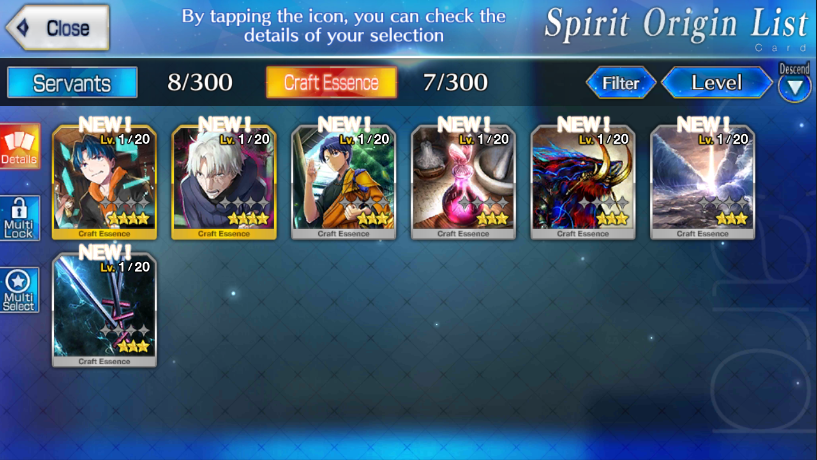 Close
By tapping the icon, you can check the
details of your selection
Spirit Origin List
Card
Servants 8/300 Craft Essence 7/300 Filter Level Descend
Details
Multi
Lock
Multi
Select
NEW! NEW! NEW! NEW! NEW! NEW!
Lv. 1/20 Lv. 1/20 Lv. 1/20 Lv. 1/20 Lv. 1/20 Lv. 1/20
Craft Essence Craft Essence Craft Essence Craft Essence Craft Essence Craft Essence
NEW!
Lv. 1/20
Craft Essence